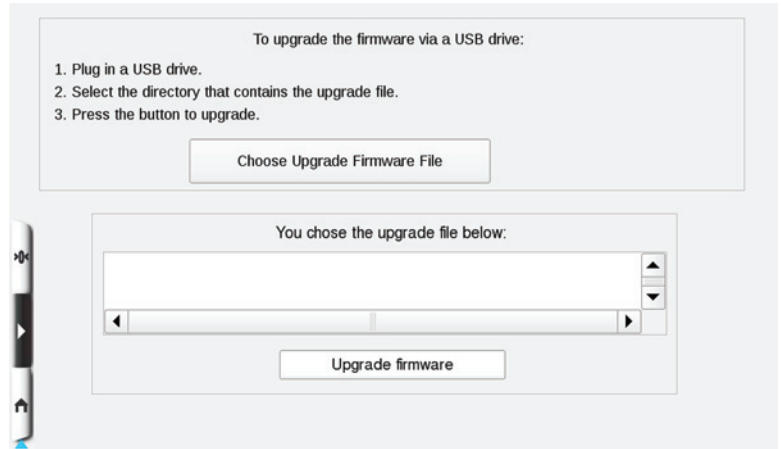 To upgrade the firmware via a USB drive:
1. Plug in a USB drive.
2. Select the directory that contains the upgrade file.
3. Press the button to upgrade.
Choose Upgrade Firmware File
You chose the upgrade file below:
Upgrade firmware